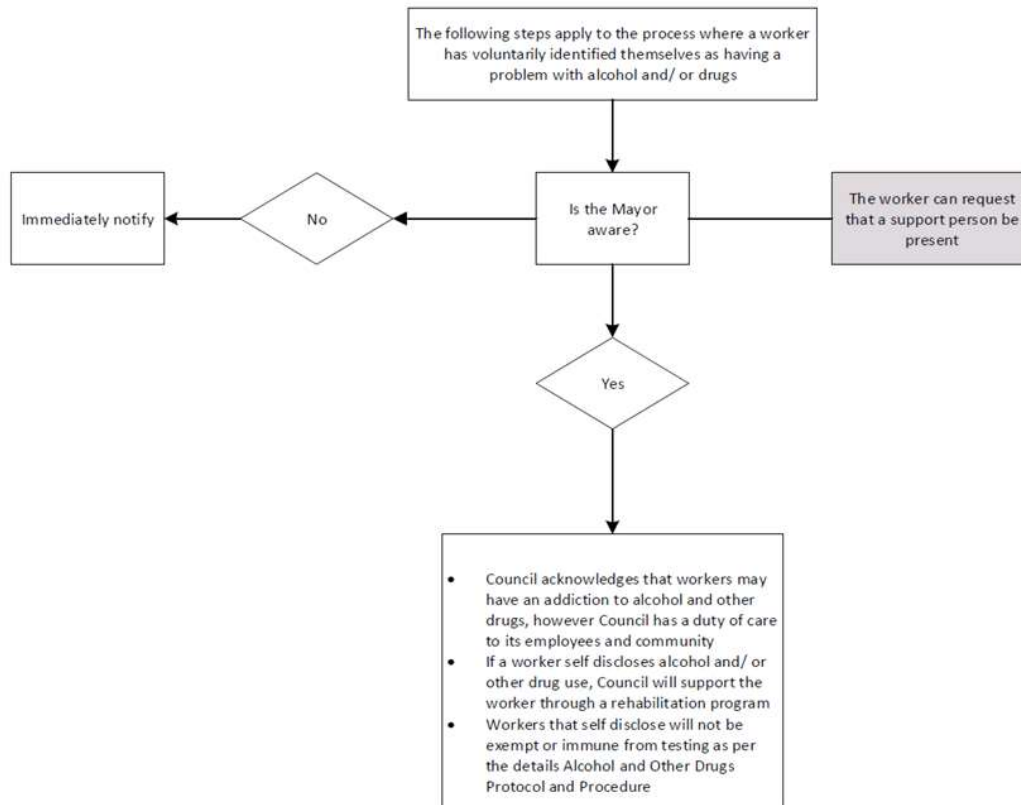 The following steps apply to the process where a worker
has voluntarily identified themselves as having a
problem with alcohol and/ or drugs
Immediately notify
No
Is the Mayor
aware?
The worker can request
that a support person be
present
Yes
• Council acknowledges that workers may
have an addiction to alcohol and other
drugs, however Council has a duty of care
to its employees and community
• If a worker self discloses alcohol and/ or
other drug use, Council will support the
worker through a rehabilitation program
• Workers that self disclose will not be
exempt or immune from testing as per
the details Alcohol and Other Drugs
Protocol and Procedure